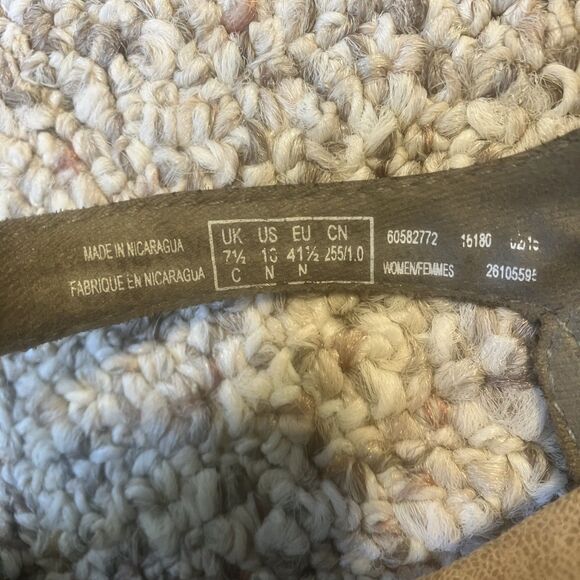 MADE IN NICARAGUA
FABRIQUE EN NICARAGUA
UK US EU CN
7½ 10 41½ 255/1.0
C N N
60582772 16180
WOMEN/FEMMES 26105595